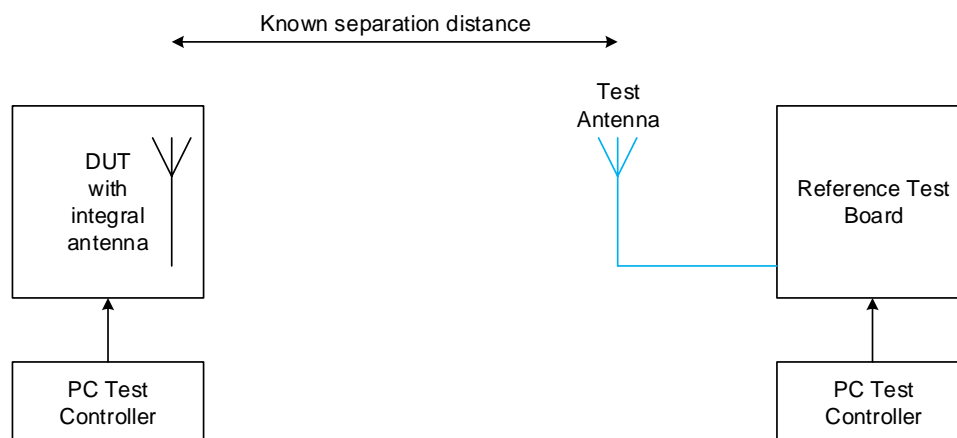 Known separation distance
Test
Antenna
DUT
with
integral
antenna
Reference Test
Board
PC Test
Controller
PC Test
Controller